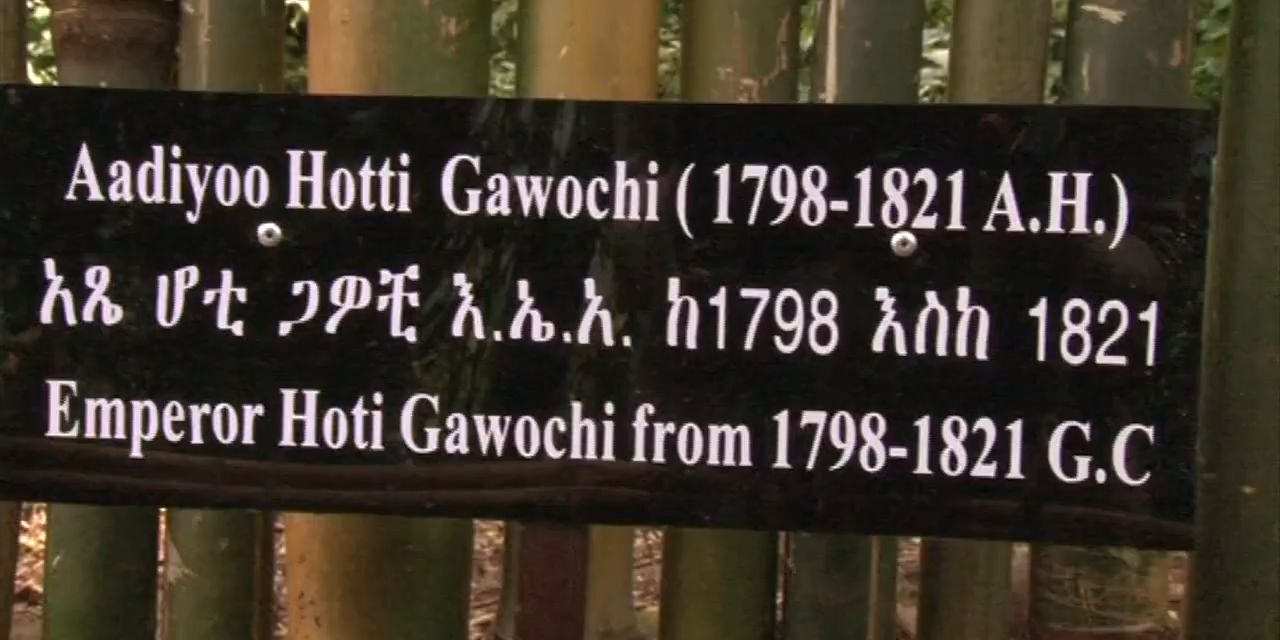 Aadiyoo Hotti Gawochi ( 1798-1821 A.H.)
አጼ ሆቲ ጋዎቺ እ.ኤ.አ. ከ1798 እስከ 1821
Emperor Hoti Gawochi from 1798-1821 G.C